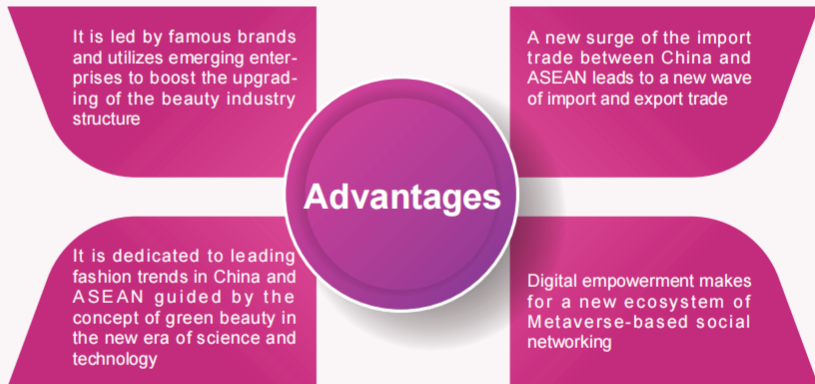 It is led by famous brands
and utilizes emerging enter-
prises to boost the upgrad-
ing of the beauty industry
structure
A new surge of the import
trade between China and
ASEAN leads to a new wave
of import and export trade
Advantages
It is dedicated to leading
fashion trends in China and
ASEAN guided by the
concept of green beauty in
the new era of science and
technology
Digital empowerment makes
for a new ecosystem of
Metaverse-based social
networking